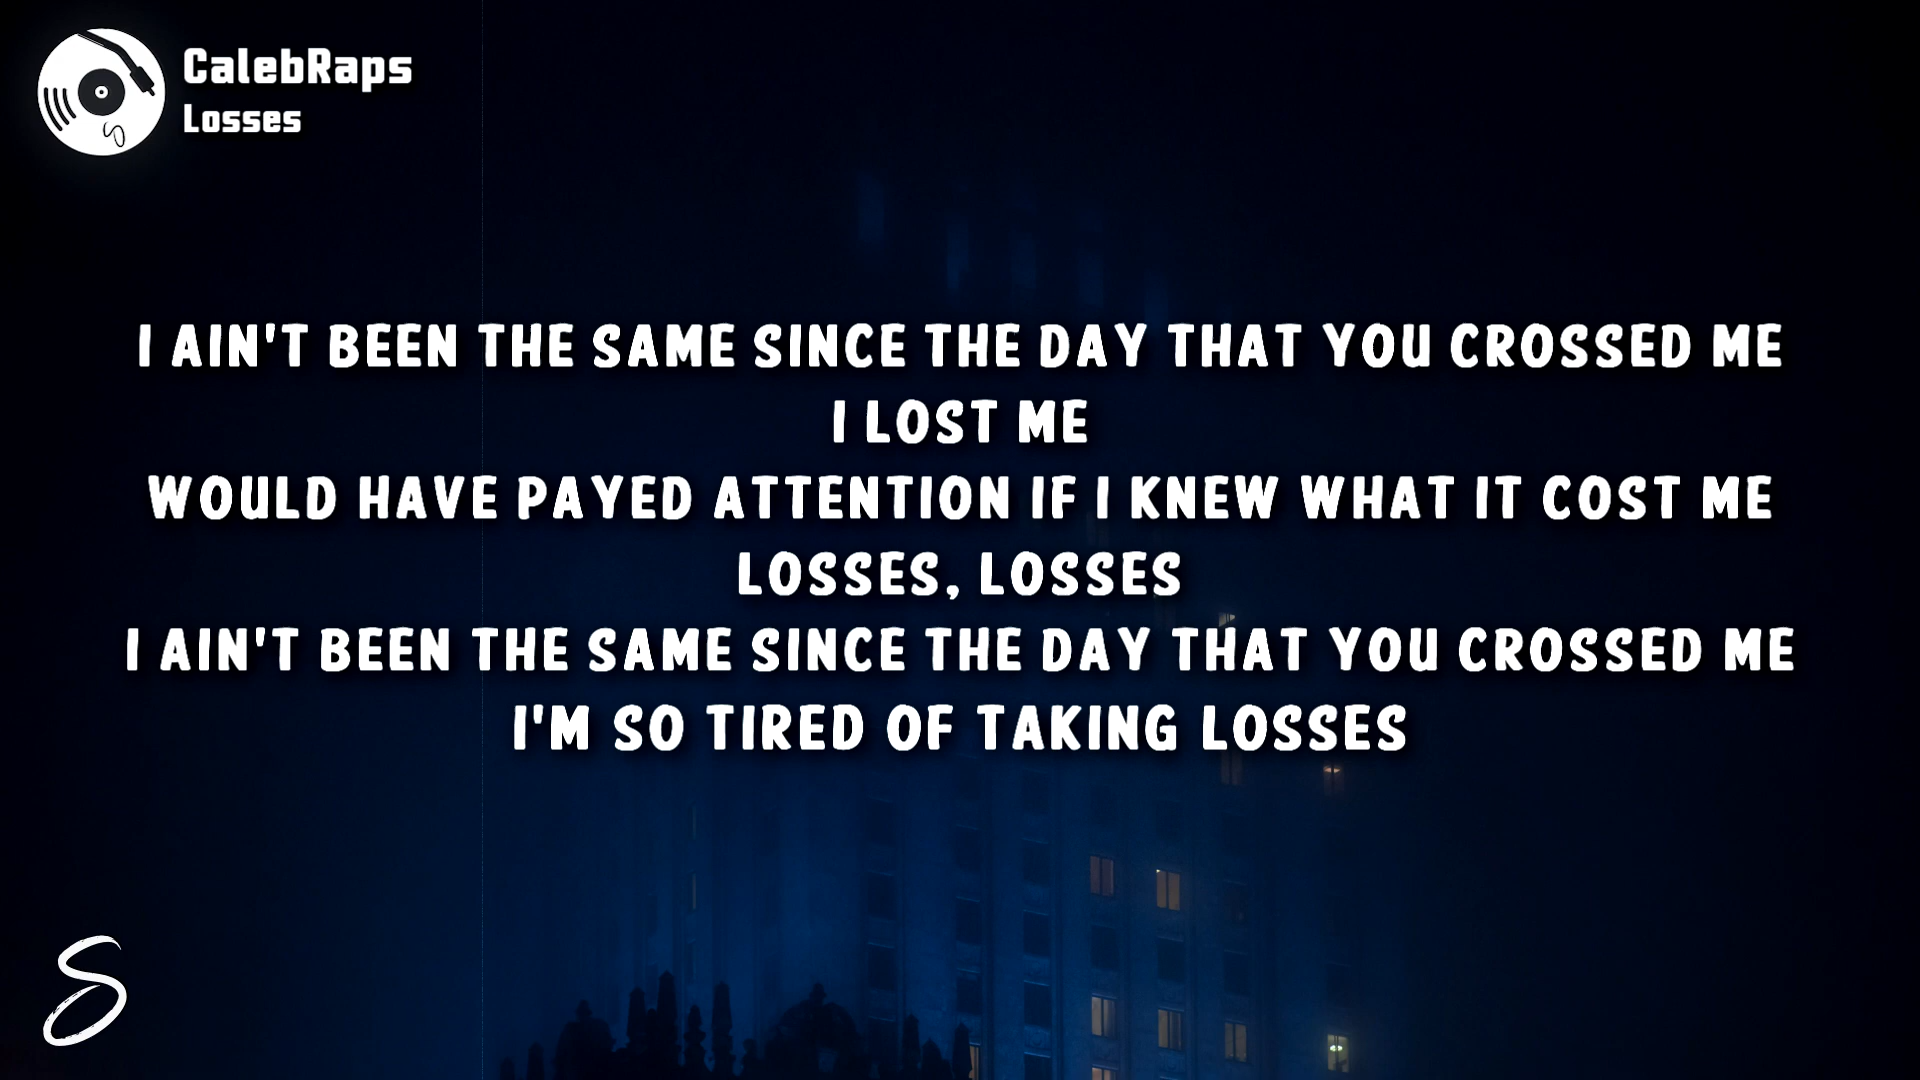 CalebRaps
Losses
I AIN'T BEEN THE SAME SINCE THE DAY THAT YOU CROSSED ME
I LOST ME
WOULD HAVE PAYED ATTENTION IF I KNEW WHAT IT COST ME
LOSSES, LOSSES
I AIN'T BEEN THE SAME SINCE THE DAY THAT YOU CROSSED ME
I'M SO TIRED OF TAKING LOSSES
S